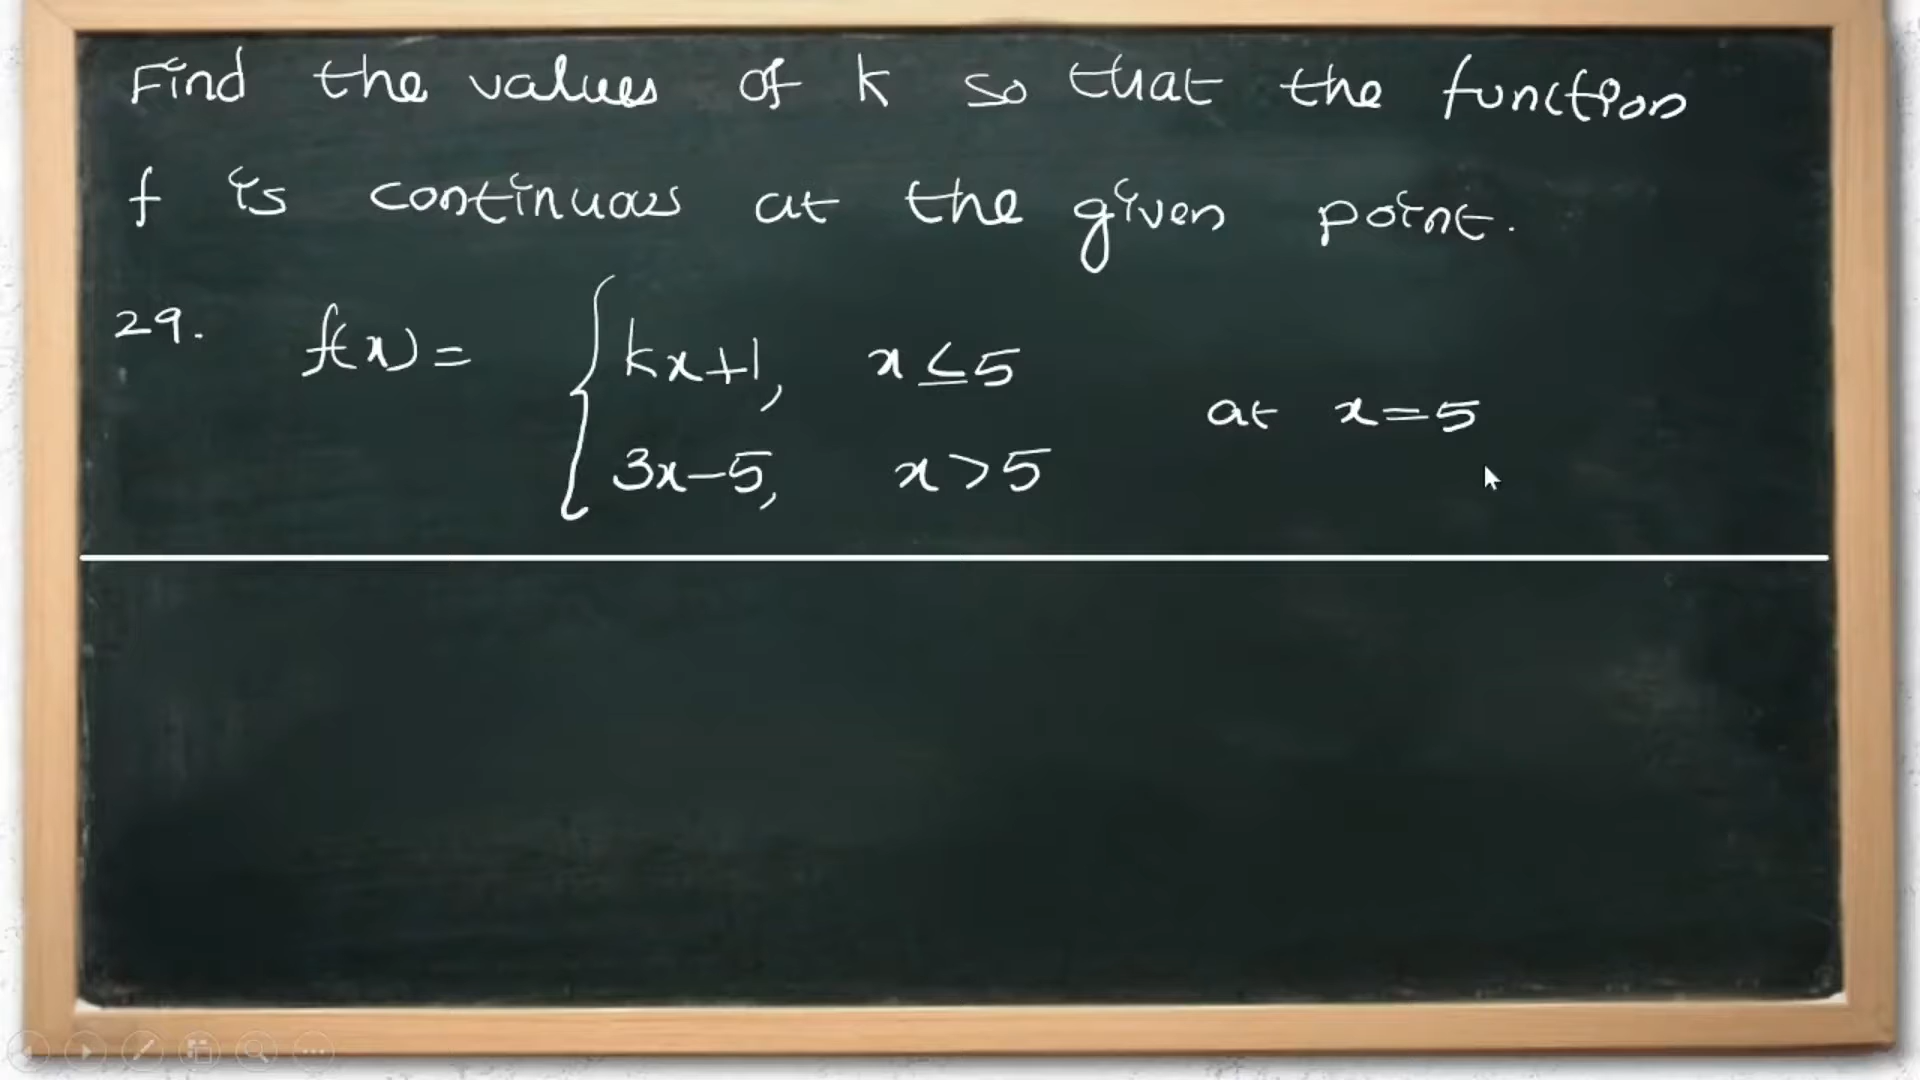 Find the values of k so that the function
f is continuous at the given point.
29. f(x) = { kx+1, x ≤ 5
3x-5, x > 5
at x = 5